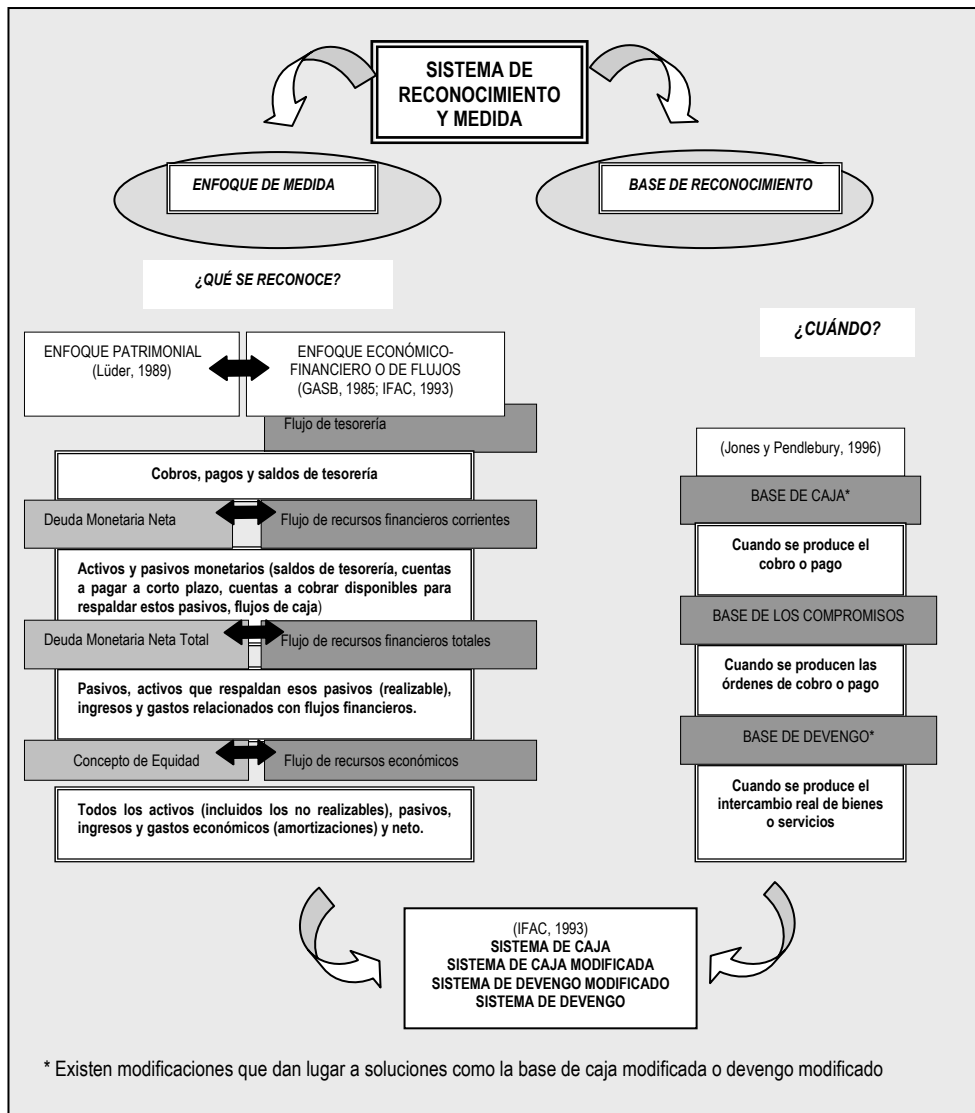 SISTEMA DE
RECONOCIMIENTO
Y MEDIDA
ENFOQUE DE MEDIDA
BASE DE RECONOCIMIENTO
¿QUÉ SE RECONOCE?
¿CUÁNDO?
ENFOQUE PATRIMONIAL
(Lüder, 1989)
ENFOQUE ECONÓMICO-
FINANCIERO O DE FLUJOS
(GASB, 1985; IFAC, 1993)
Flujo de tesorería
Cobros, pagos y saldos de tesorería
Deuda Monetaria Neta
Flujo de recursos financieros corrientes
Activos y pasivos monetarios (saldos de tesorería, cuentas
a pagar a corto plazo, cuentas a cobrar disponibles para
respaldar estos pasivos, flujos de caja)
Deuda Monetaria Neta Total
Flujo de recursos financieros totales
Pasivos, activos que respaldan esos pasivos (realizable),
ingresos y gastos relacionados con flujos financieros.
Concepto de Equidad
Flujo de recursos económicos
Todos los activos (incluidos los no realizables), pasivos,
ingresos y gastos económicos (amortizaciones) y neto.
(Jones y Pendlebury, 1996)
BASE DE CAJA*
Cuando se produce el
cobro o pago
BASE DE LOS COMPROMISOS
Cuando se producen las
órdenes de cobro o pago
BASE DE DEVENGO*
Cuando se produce el
intercambio real de bienes
o servicios
(IFAC, 1993)
SISTEMA DE CAJA
SISTEMA DE CAJA MODIFICADA
SISTEMA DE DEVENGO MODIFICADO
SISTEMA DE DEVENGO
* Existen modificaciones que dan lugar a soluciones como la base de caja modificada o devengo modificado